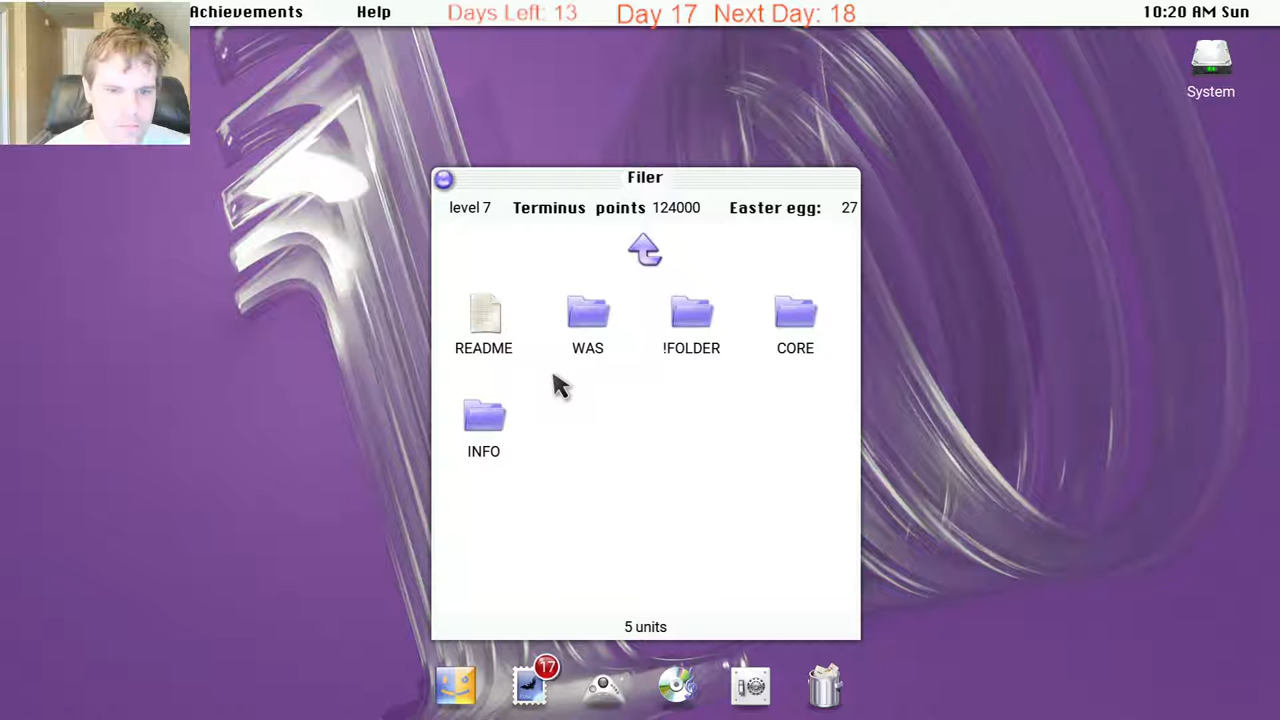 Achievements Help Days Left: 13 Day 17 Next Day: 18 10:20 AM Sun
System
Filer
level 7 Terminus points 124000 Easter egg: 27
README WAS !FOLDER CORE
INFO
5 units
17